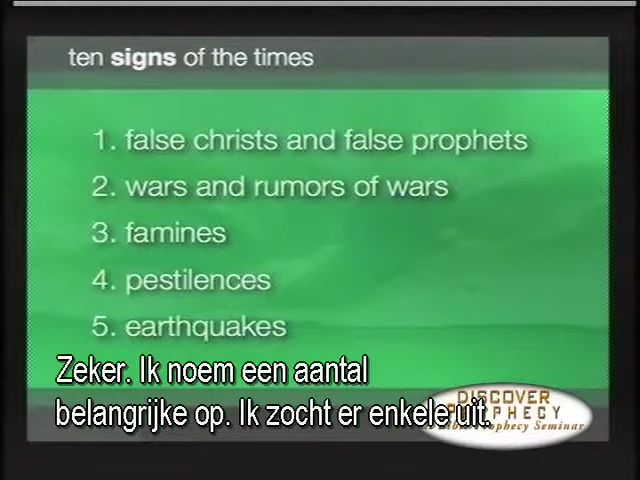 ten signs of the times
1. false christs and false prophets
2. wars and rumors of wars
3. famines
4. pestilences
5. earthquakes
Zeker. Ik noem een aantal
belangrijke op. Ik zocht er enkele uit.
DISCOVER
PROPHECY
Prophecy Seminar